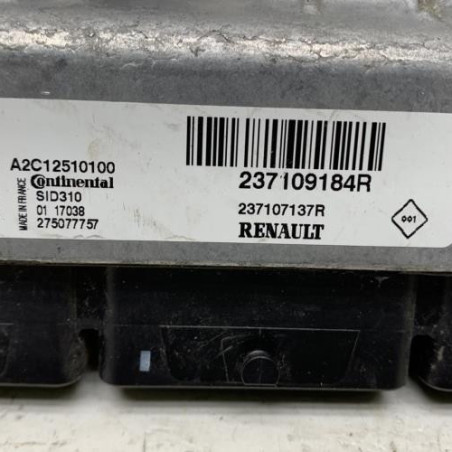 A2C12510100
Continental
SID310
01 17038
275077757
MADE IN FRANCE
237109184R
237107137R
RENAULT
001